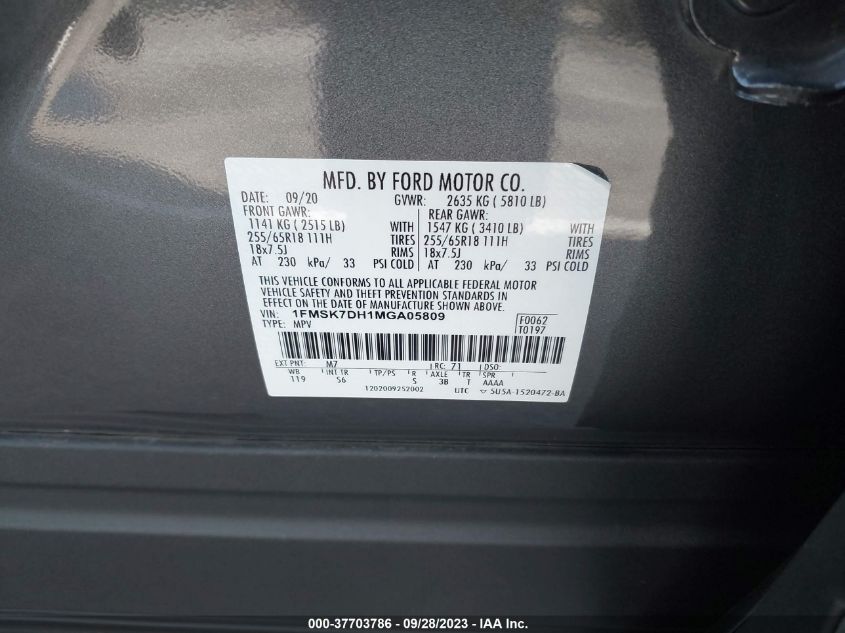 MFD. BY FORD MOTOR CO.
DATE: 09/20 GVWR: 2635 KG ( 5810 LB)
FRONT GAWR: REAR GAWR:
1141 KG ( 2515 LB) WITH 1547 KG ( 3410 LB) WITH
255/65R18 111H TIRES 255/65R18 111H TIRES
18x7.5J RIMS 18x7.5J RIMS
AT 230 kPa/ 33 PSI COLD AT 230 kPa/ 33 PSI COLD
THIS VEHICLE CONFORMS TO ALL APPLICABLE FEDERAL MOTOR
VEHICLE SAFETY AND THEFT PREVENTION STANDARDS IN
EFFECT ON THE DATE OF MANUFACTURE SHOWN ABOVE.
VIN: 1FMSK7DH1MGA05809 F0062
TYPE: MPV T0197
EXT PNT: M7 RC: 71 DSO:
WB INT TR TP/PS R AXLE TR SPR
119 S6 S 3B T AAAA
1202009252002 UTC 5U5A-1520472-BA
000-37703786 - 09/28/2023 - IAA Inc.